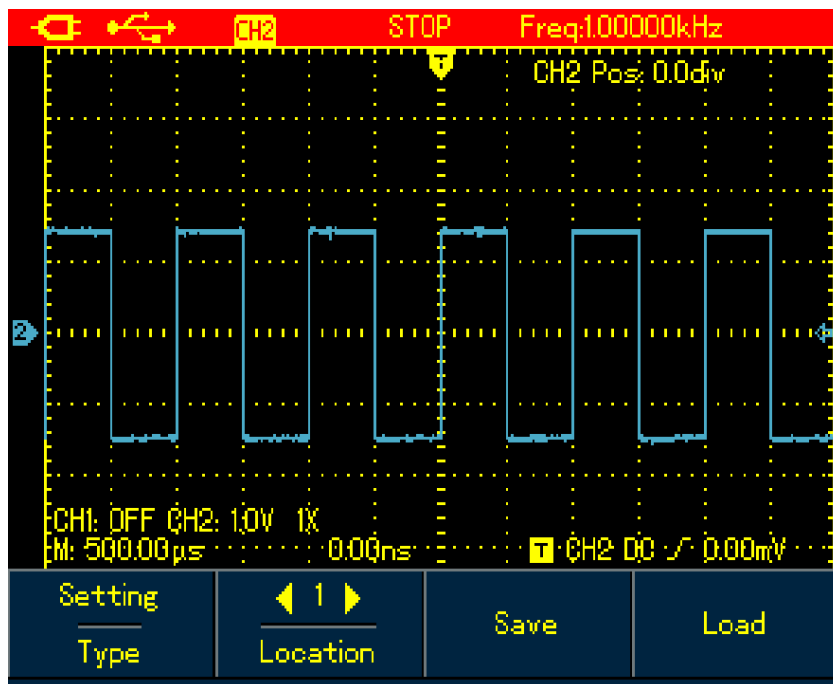 CH2 STOP Freq:1.00000kHz
T
CH2 Pos: 0.0div
2
CH1: OFF CH2: 1.0V 1X
M: 500.00µs 0.00ns T CH2 DC 0.00mV
Setting 1 Save Load
Type Location